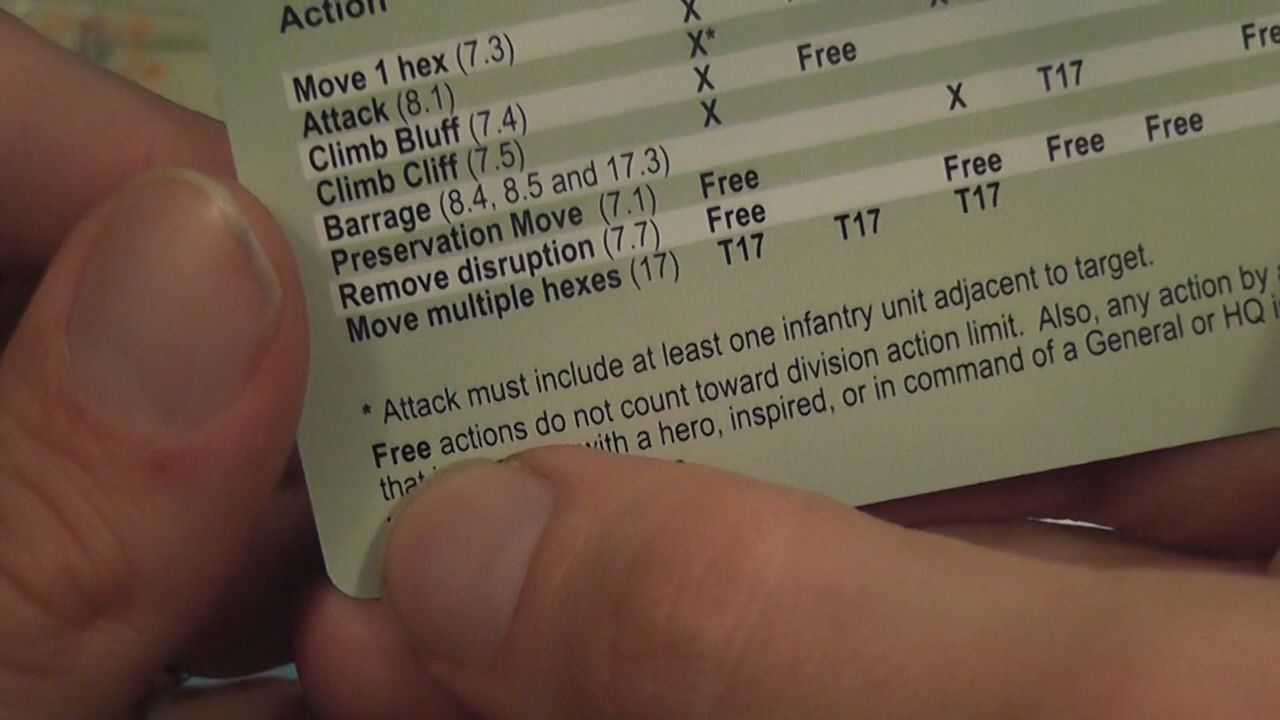 Action
Move 1 hex (7.3) X
Attack (8.1) X*
Climb Bluff (7.4) X Free
Climb Cliff (7.5) X
Barrage (8.4, 8.5 and 17.3) X T17
Preservation Move (7.1) Free
Remove disruption (7.7) Free Free Free Free
Move multiple hexes (17) T17 T17 T17
* Attack must include at least one infantry unit adjacent to target.
Free actions do not count toward division action limit. Also, any action by
that with a hero, inspired, or in command of a General or HQ